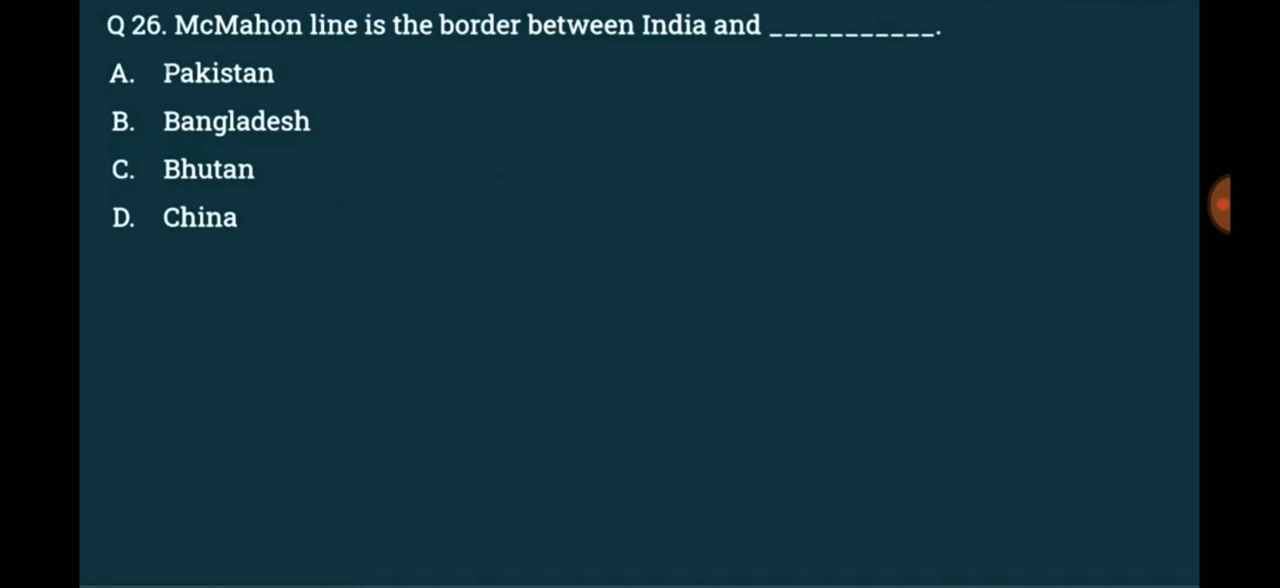 Q 26. McMahon line is the border between India and ___________.
A. Pakistan
B. Bangladesh
C. Bhutan
D. China